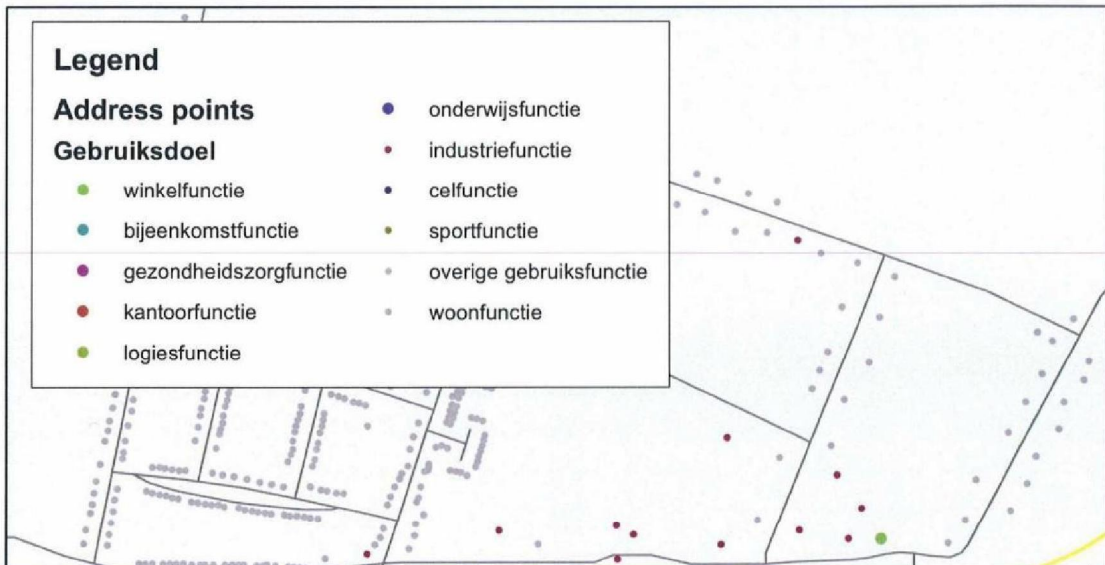 Legend
Address points
Gebruiksdoel
winkelfunctie
bijeenkomstfunctie
gezondheidszorgfunctie
kantoorfunctie
logiesfunctie
onderwijsfunctie
industriefunctie
celfunctie
sportfunctie
overige gebruiksfunctie
woonfunctie